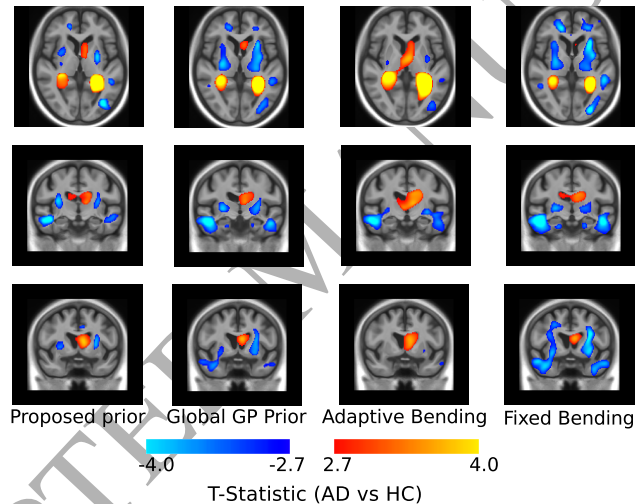 Proposed prior Global GP Prior Adaptive Bending Fixed Bending
-4.0 -2.7 2.7 4.0
T-Statistic (AD vs HC)